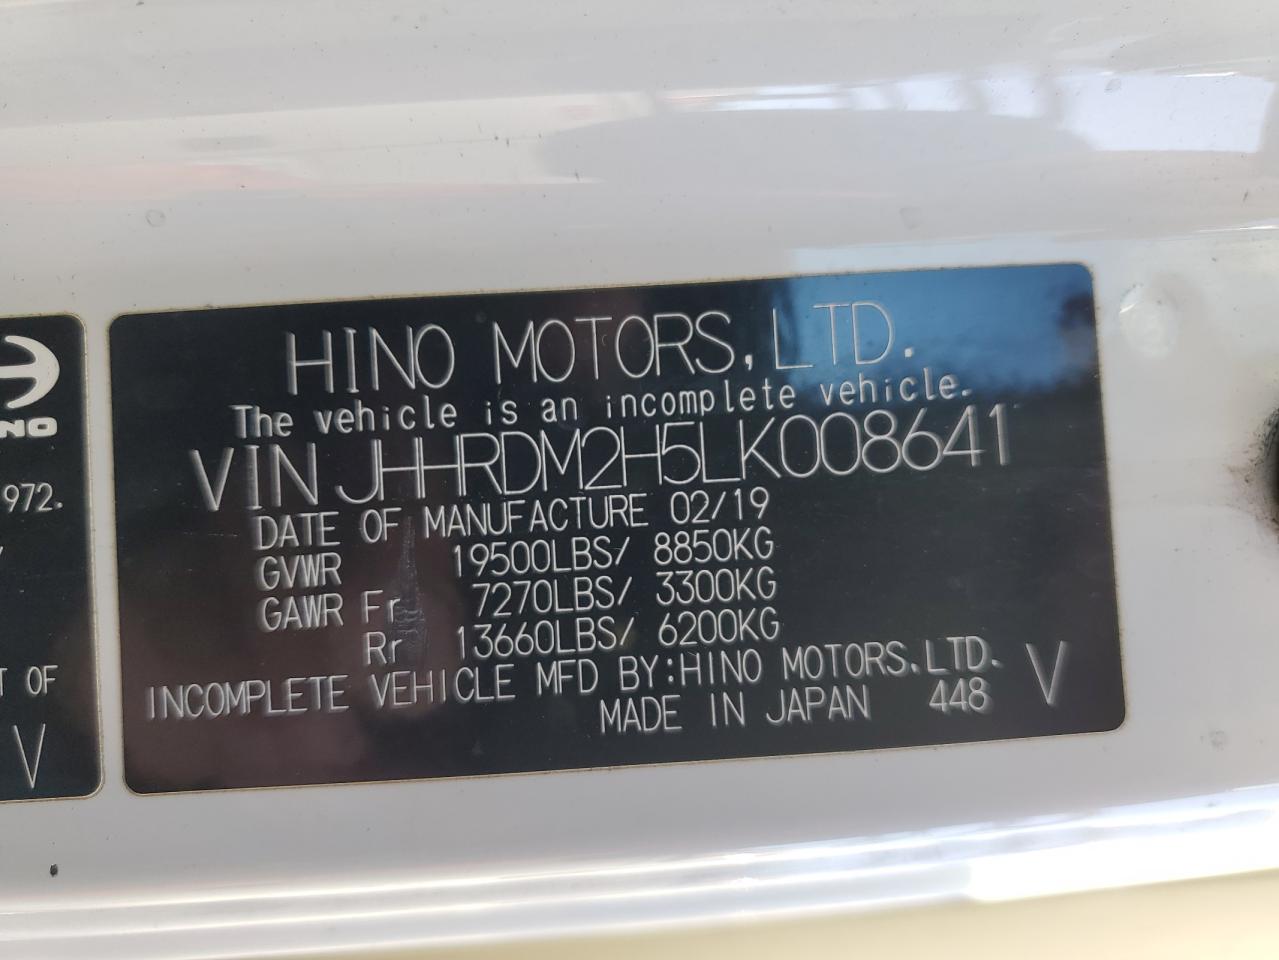 HINO MOTORS, LTD.
The vehicle is an incomplete vehicle.
VIN JHHRDM2H5LK008641
DATE OF MANUFACTURE 02/19
GVWR 19500LBS/ 8850KG
GAWR Fr 7270LBS/ 3300KG
Rr 13660LBS/ 6200KG
INCOMPLETE VEHICLE MFD BY:HINO MOTORS.LTD. V
MADE IN JAPAN 448
972.
OF
V